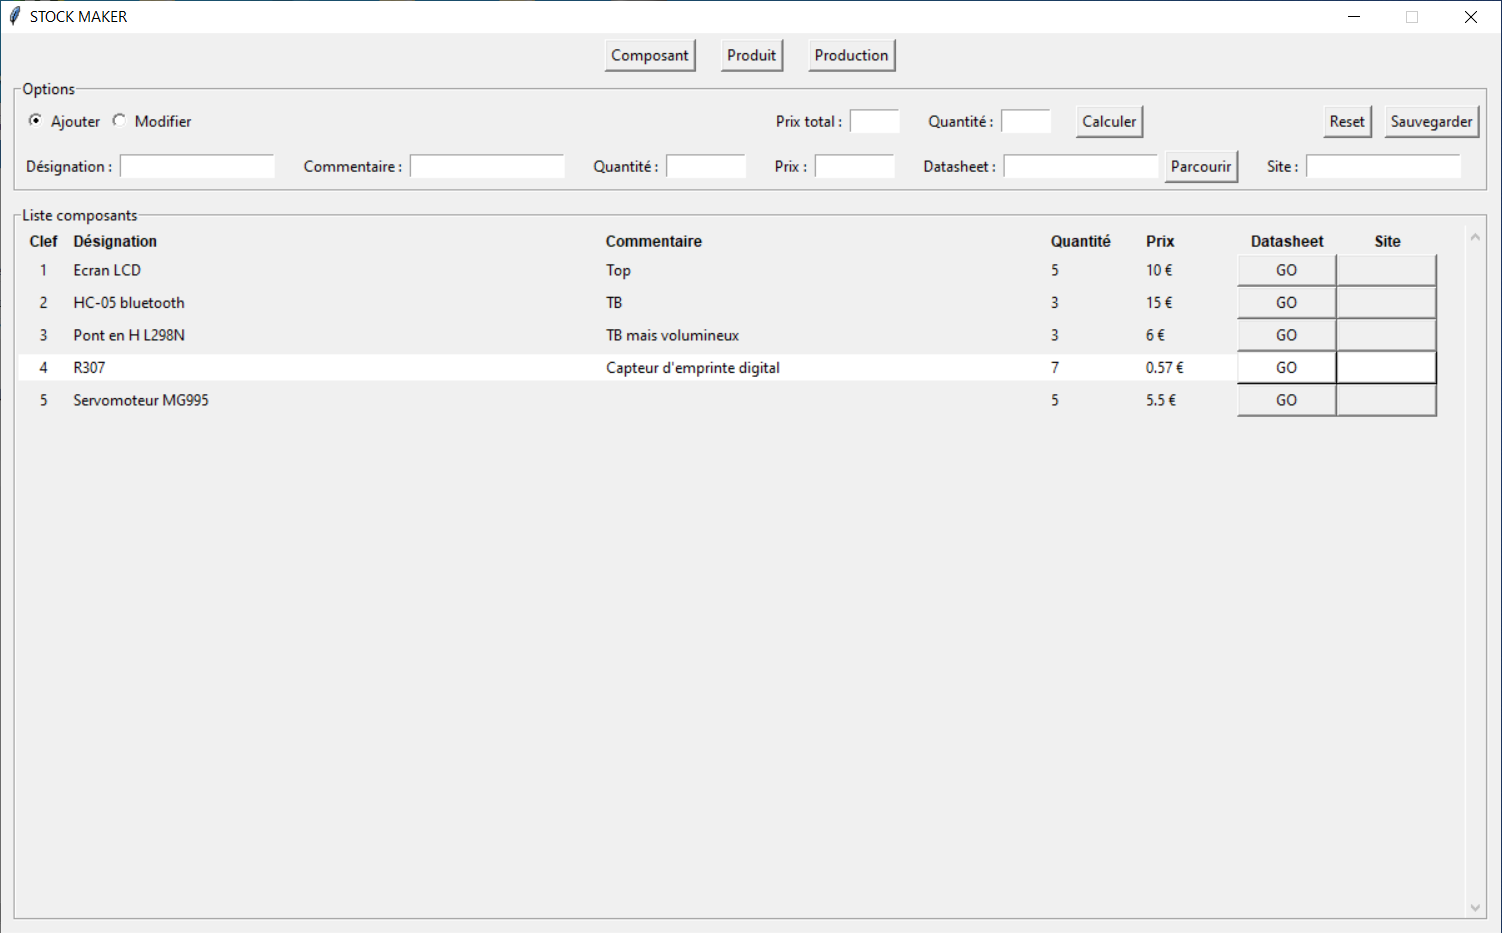 STOCK MAKER
Composant Produit Production
Options
Ajouter Modifier Prix total : Quantité : Calculer Reset Sauvegarder
Désignation : Commentaire : Quantité : Prix : Datasheet : Parcourir Site :
Liste composants
Clef Désignation Commentaire Quantité Prix Datasheet Site
1 Ecran LCD Top 5 10 € GO
2 HC-05 bluetooth TB 3 15 € GO
3 Pont en H L298N TB mais volumineux 3 6 € GO
4 R307 Capteur d'emprinte digital 7 0.57 € GO
5 Servomoteur MG995 5 5.5 € GO